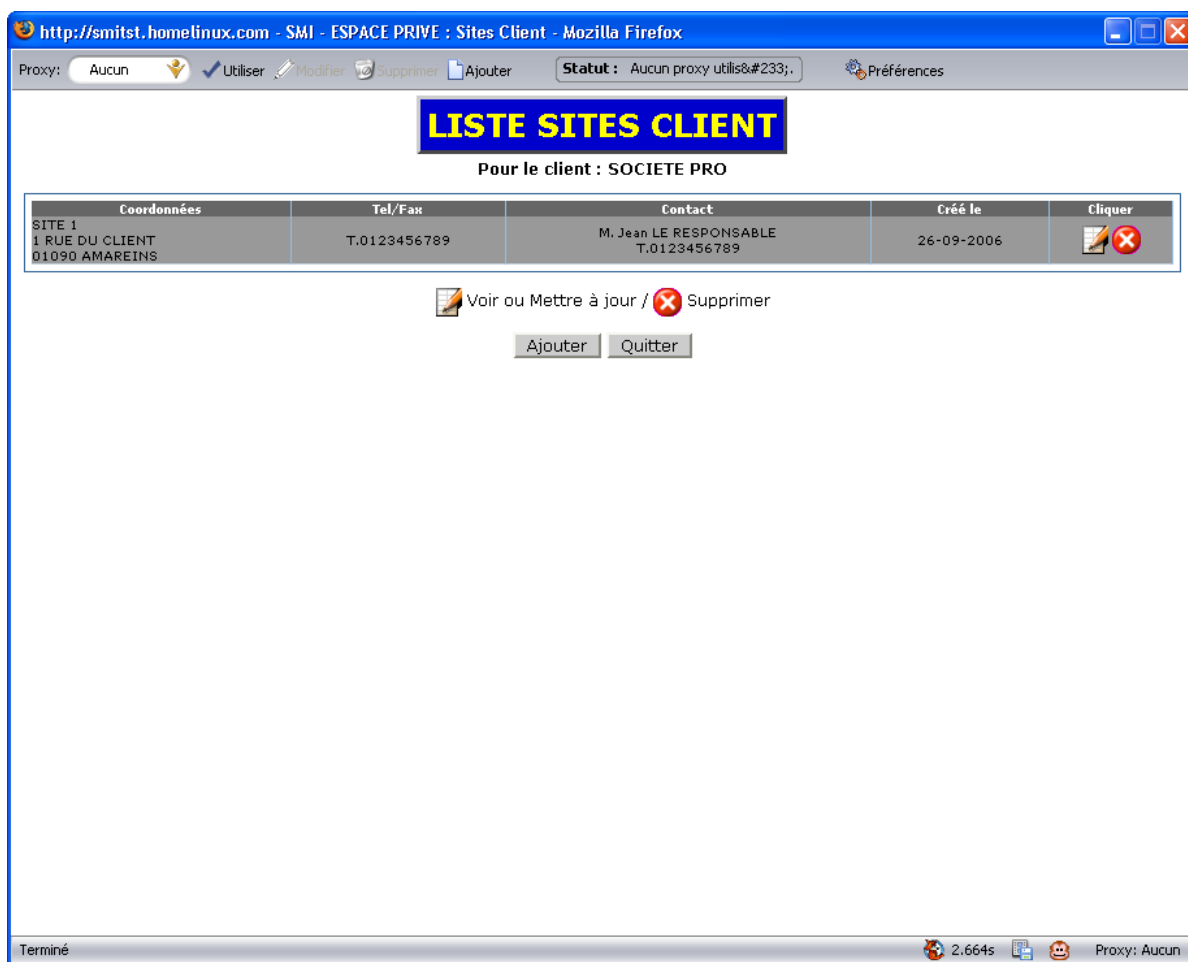 http://smitst.homelinux.com - SMI - ESPACE PRIVE : Sites Client - Mozilla Firefox
Proxy: Aucun Utiliser Modifier Supprimer Ajouter Statut : Aucun proxy utilis&#233;. Préférences
LISTE SITES CLIENT
Pour le client : SOCIETE PRO
Coordonnées Tel/Fax Contact Créé le Cliquer
SITE 1
1 RUE DU CLIENT
01090 AMAREINS
T.0123456789
M. Jean LE RESPONSABLE
T.0123456789
26-09-2006
Voir ou Mettre à jour / Supprimer
Ajouter Quitter
Terminé 2.664s Proxy: Aucun